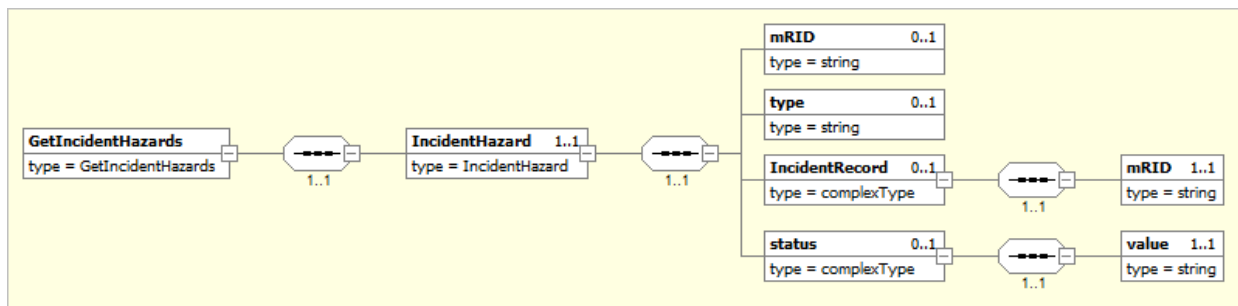 mRID 0..1
type = string
type 0..1
type = string
GetIncidentHazards
type = GetIncidentHazards
1..1
IncidentHazard 1..1
type = IncidentHazard
1..1
IncidentRecord 0..1
type = complexType
1..1
mRID 1..1
type = string
status 0..1
type = complexType
1..1
value 1..1
type = string